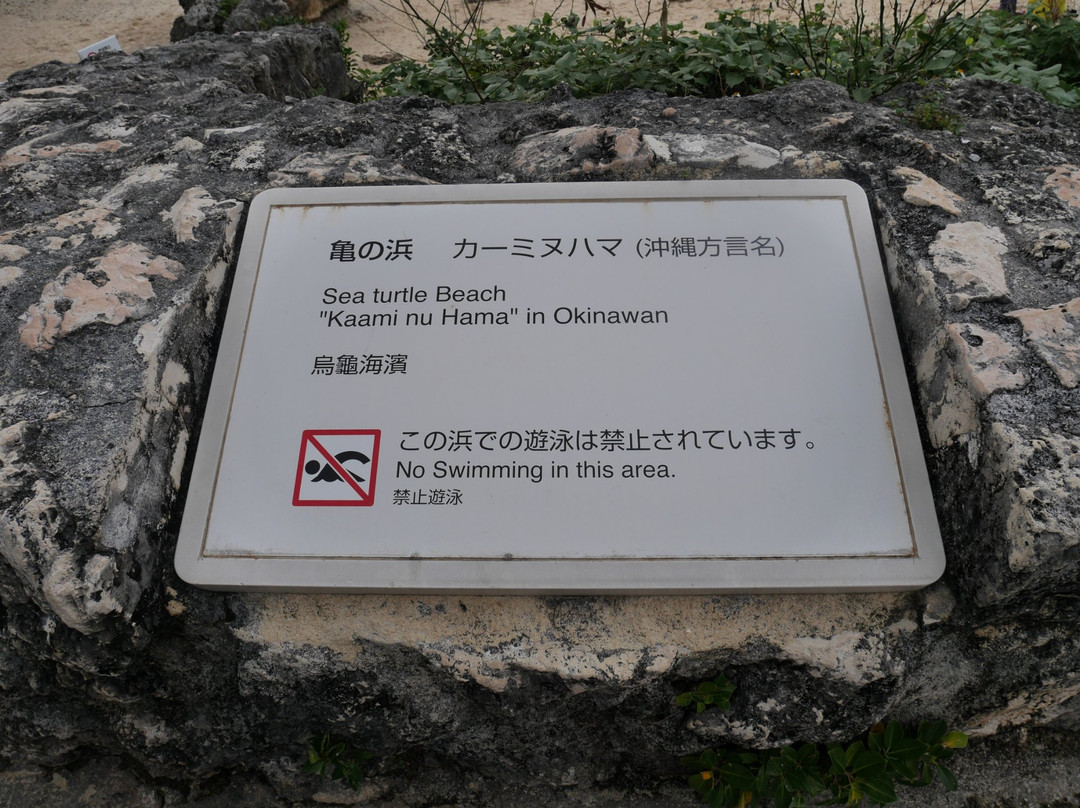 亀の浜　カーミヌハマ (沖縄方言名)
Sea turtle Beach
"Kaami nu Hama" in Okinawan
烏龜海濱
この浜での遊泳は禁止されています。
No Swimming in this area.
禁止遊泳